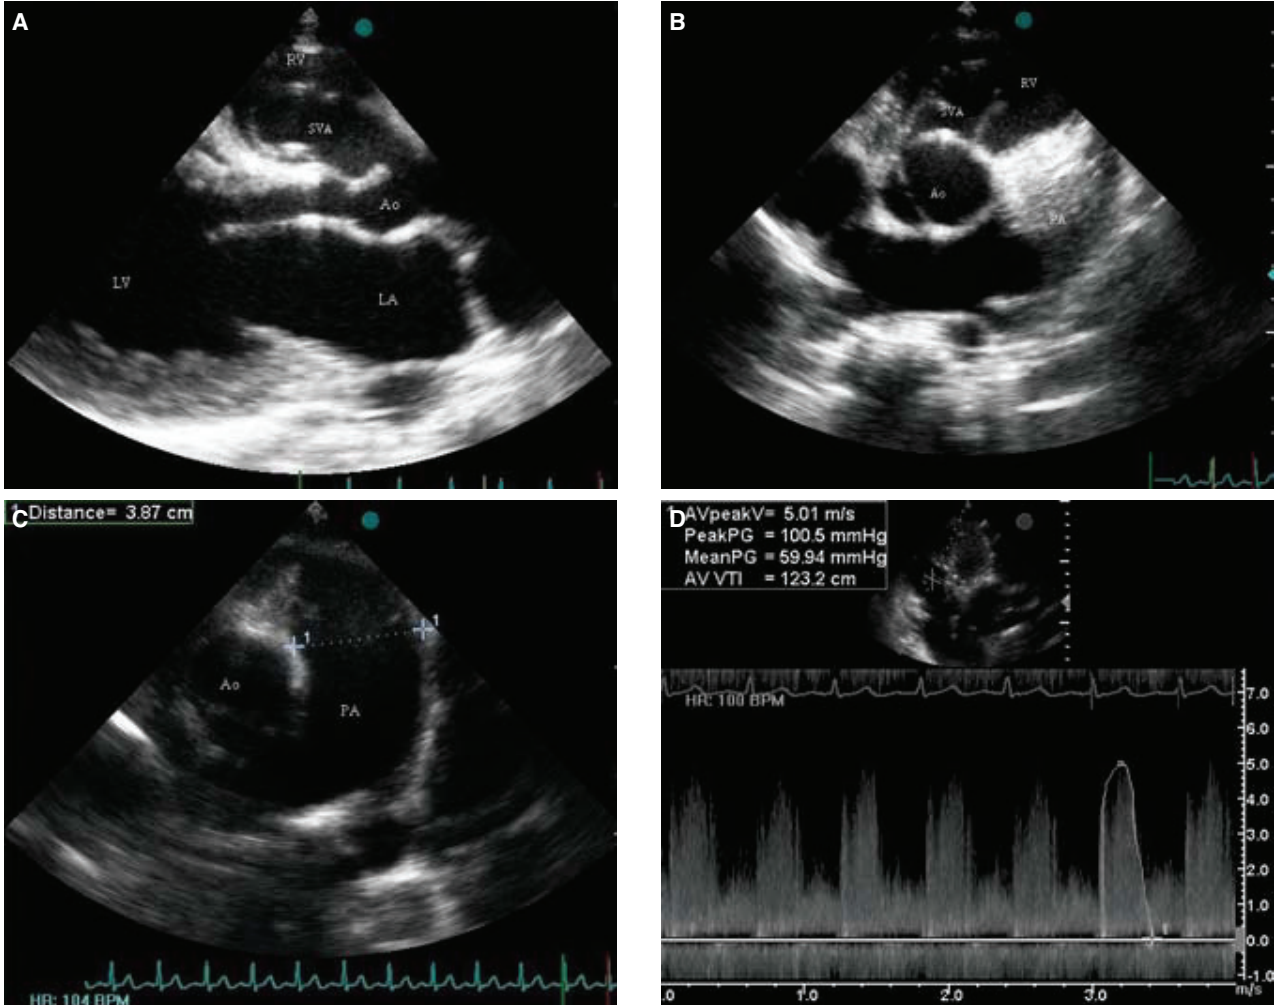 A
RV
SVA
Ao
LV
LA
B
RV
SVA
Ao
PA
C
1 Distance= 3.87 cm
1
1
Ao
PA
HR: 104 BPM
D
1 AVpeakV= 5.01 m/s
PeakPG = 100.5 mmHg
MeanPG = 59.94 mmHg
AV VTI = 123.2 cm
HR: 100 BPM
7.0
6.0
5.0
4.0
3.0
2.0
1.0
0.0
-1.0
m/s
1
.0
1.0
2.0
3.0